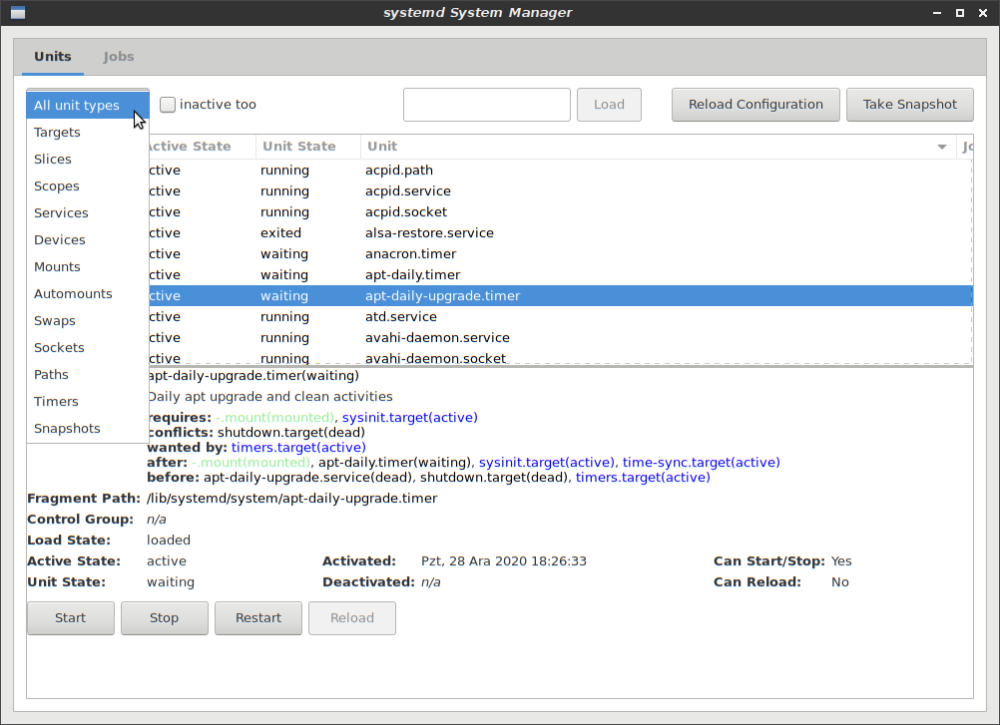 systemd System Manager
Units Jobs
All unit types inactive too Load Reload Configuration Take Snapshot
Targets
Slices
Scopes
Services
Devices
Mounts
Automounts
Swaps
Sockets
Paths
Timers
Snapshots
Active State Unit State Unit Jo
ctive running acpid.path
ctive running acpid.service
ctive running acpid.socket
ctive exited alsa-restore.service
ctive waiting anacron.timer
ctive waiting apt-daily.timer
ctive waiting apt-daily-upgrade.timer
ctive running atd.service
ctive running avahi-daemon.service
ctive running avahi-daemon.socket
apt-daily-upgrade.timer(waiting)
Daily apt upgrade and clean activities
requires: -.mount(mounted), sysinit.target(active)
conflicts: shutdown.target(dead)
wanted by: timers.target(active)
after: -.mount(mounted), apt-daily.timer(waiting), sysinit.target(active), time-sync.target(active)
before: apt-daily-upgrade.service(dead), shutdown.target(dead), timers.target(active)
Fragment Path: /lib/systemd/system/apt-daily-upgrade.timer
Control Group: n/a
Load State: loaded
Active State: active Activated: Pzt, 28 Ara 2020 18:26:33 Can Start/Stop: Yes
Unit State: waiting Deactivated: n/a Can Reload: No
Start Stop Restart Reload